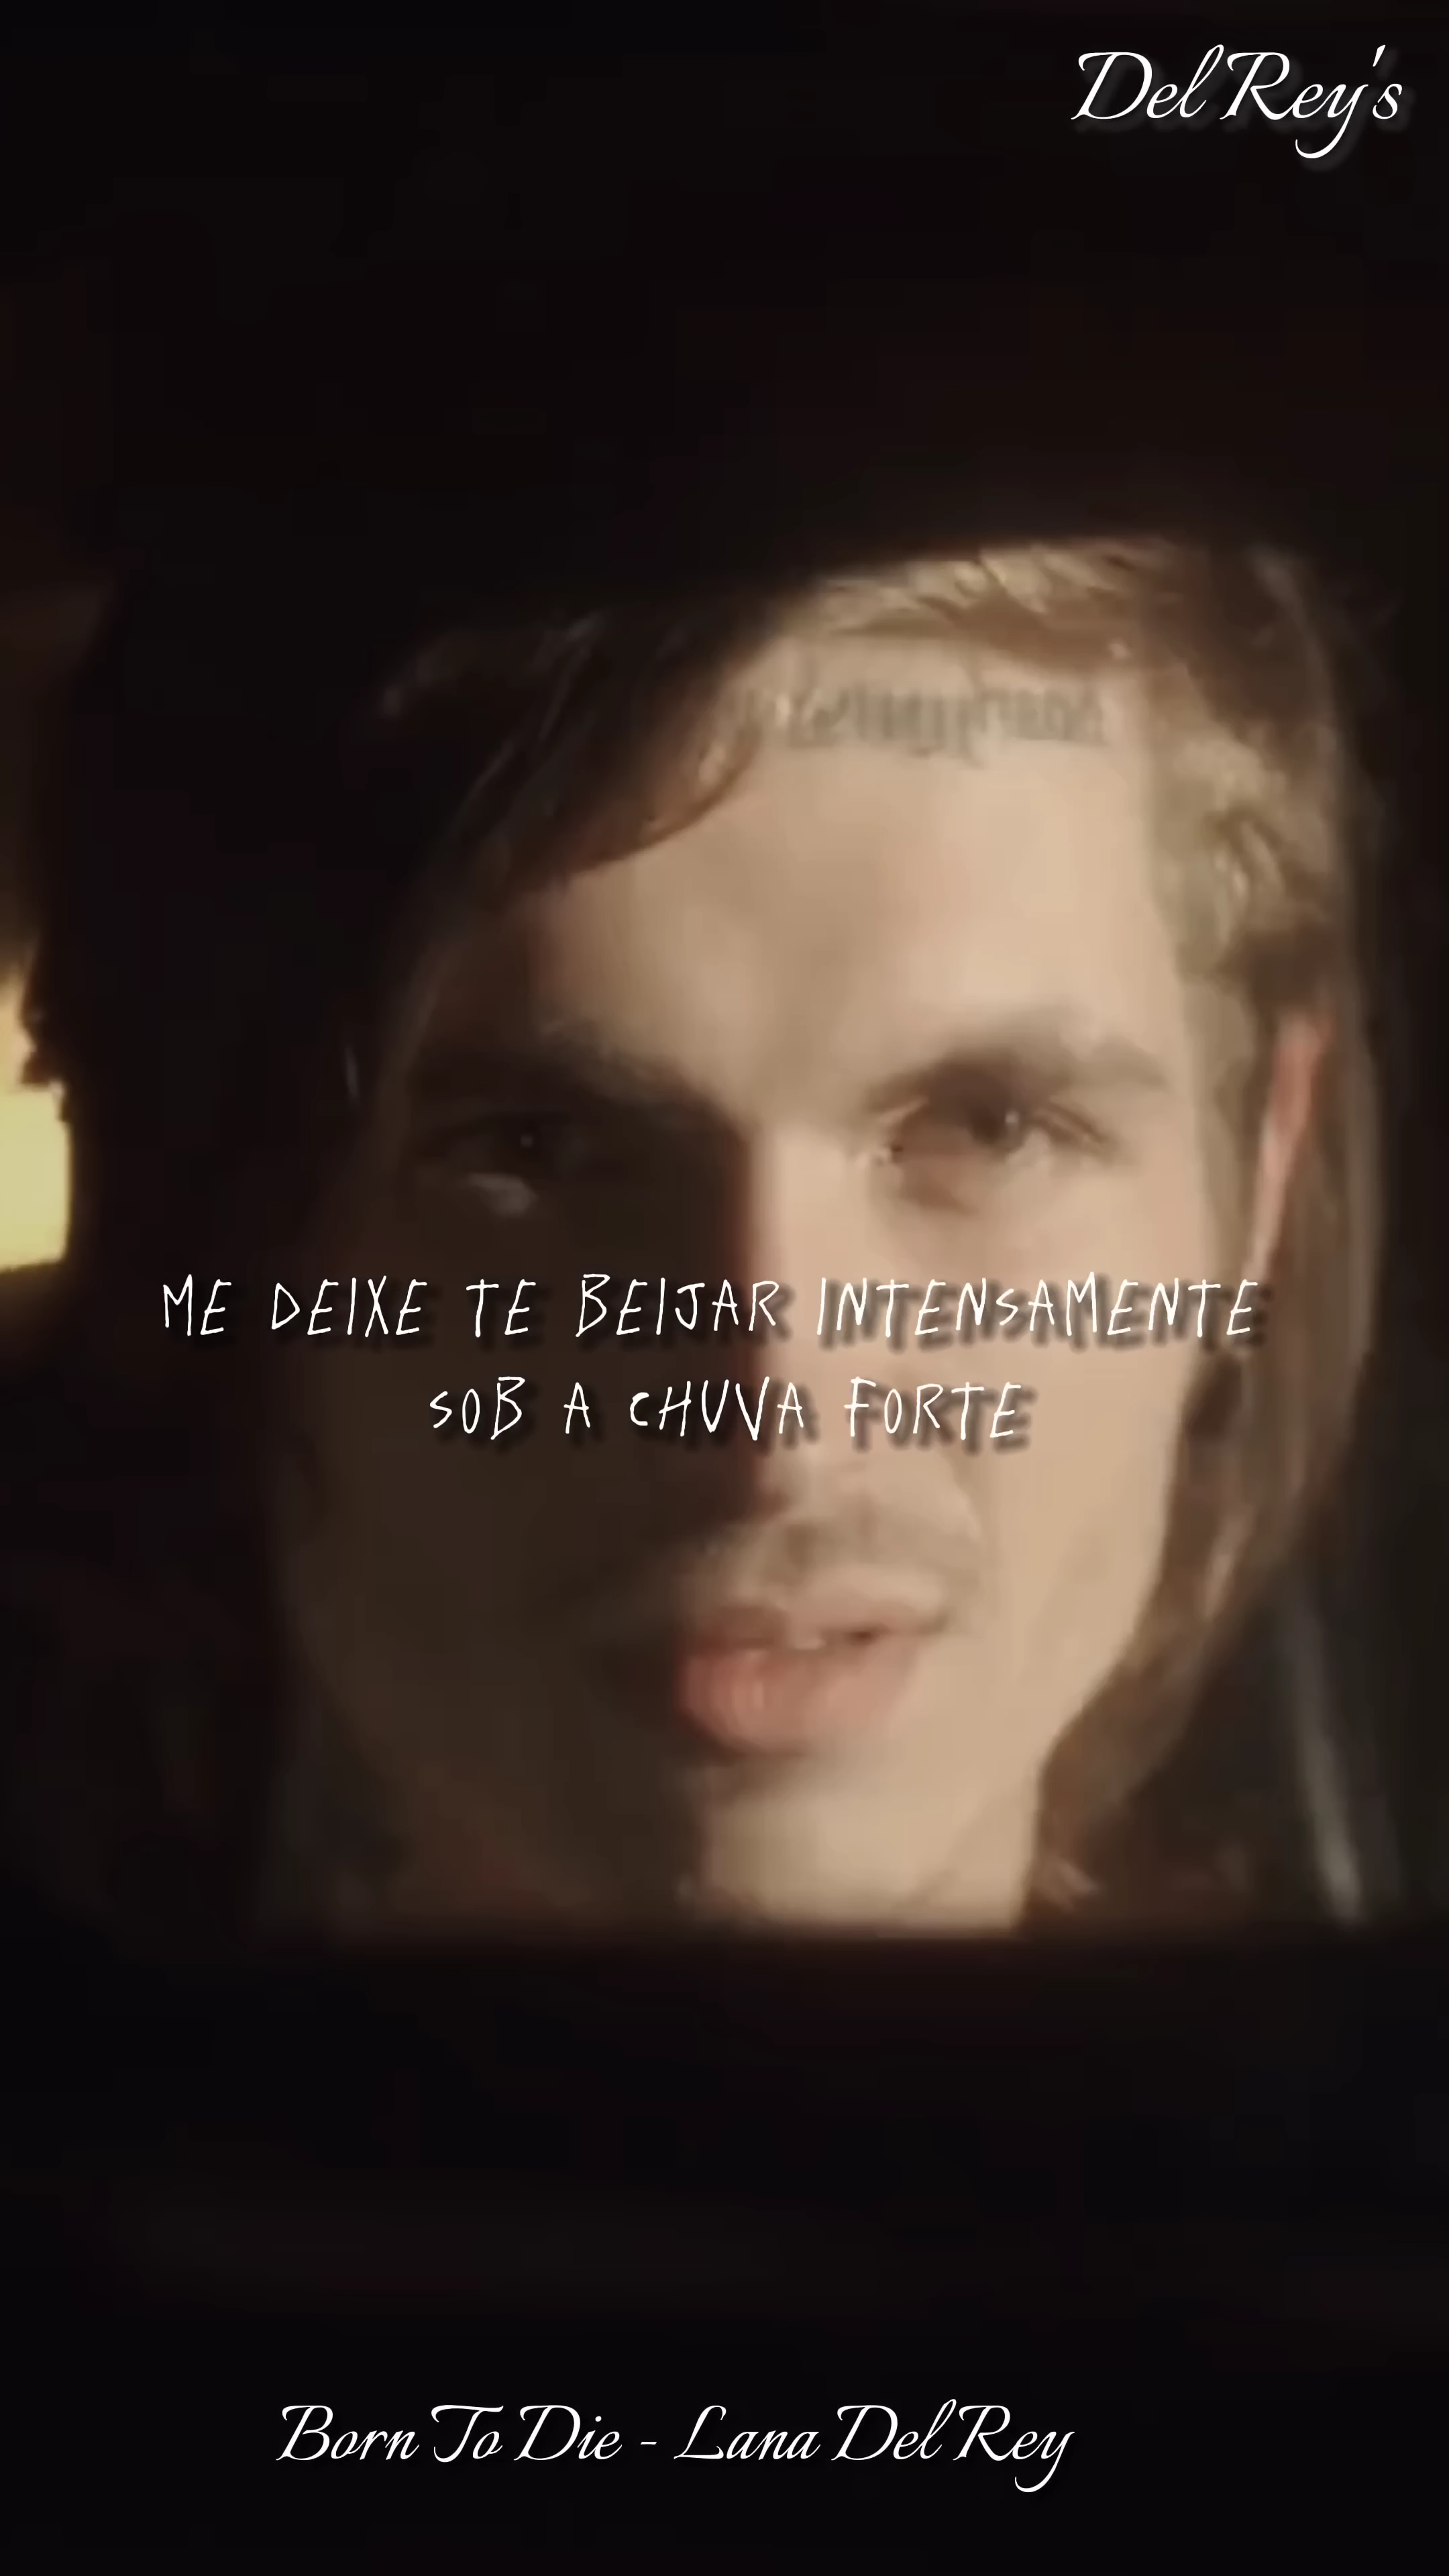 Del Rey's
ME DEIXE TE BEIJAR INTENSAMENTE
SOB A CHUVA FORTE
Born To Die - Lana Del Rey